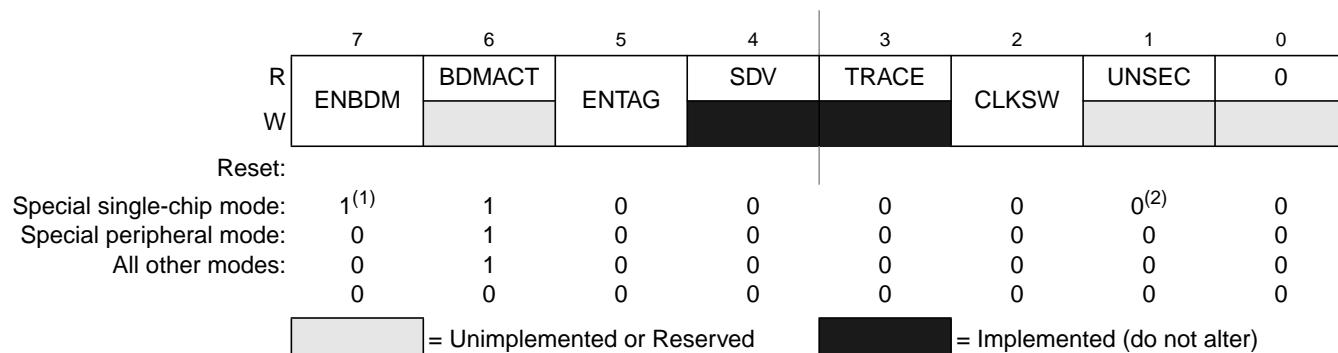 7 6 5 4 3 2 1 0
R ENBDM BDMACT ENTAG SDV TRACE CLKSW UNSEC 0
W
Reset:
Special single-chip mode: 1(1) 1 0 0 0 0 0(2) 0
Special peripheral mode: 0 1 0 0 0 0 0 0
All other modes: 0 1 0 0 0 0 0 0
0 0 0 0 0 0 0 0
= Unimplemented or Reserved = Implemented (do not alter)